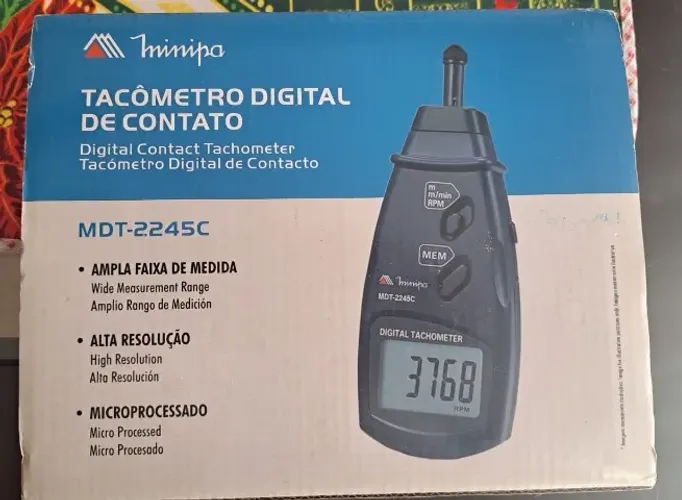 minipa
TACÔMETRO DIGITAL
DE CONTATO
Digital Contact Tachometer
Tacómetro Digital de Contacto
MDT-2245C
• AMPLA FAIXA DE MEDIDA
Wide Measurement Range
Amplio Rango de Medición
• ALTA RESOLUÇÃO
High Resolution
Alta Resolución
• MICROPROCESSADO
Micro Processed
Micro Procesado
m
m/min
RPM
MEM
minipa
MDT-2245C
DIGITAL TACHOMETER
3768
RPM